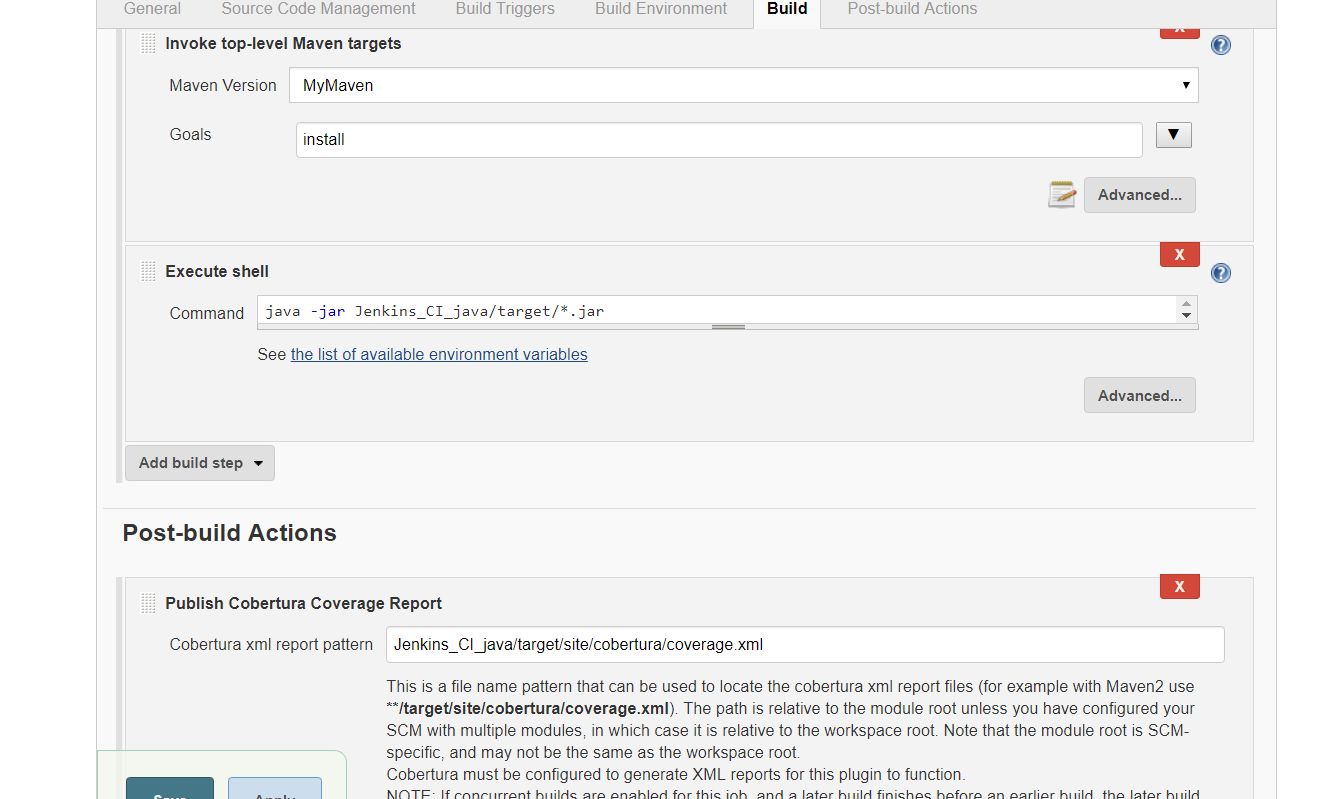 General Source Code Management Build Triggers Build Environment Build Post-build Actions
X
Invoke top-level Maven targets ?
Maven Version MyMaven
Goals install
Advanced...
X
Execute shell ?
Command java -jar Jenkins_CI_java/target/*.jar
See the list of available environment variables
Advanced...
Add build step
Post-build Actions
X
Publish Cobertura Coverage Report
Cobertura xml report pattern Jenkins_CI_java/target/site/cobertura/coverage.xml
This is a file name pattern that can be used to locate the cobertura xml report files (for example with Maven2 use
**/target/site/cobertura/coverage.xml). The path is relative to the module root unless you have configured your
SCM with multiple modules, in which case it is relative to the workspace root. Note that the module root is SCM-
specific, and may not be the same as the workspace root.
Cobertura must be configured to generate XML reports for this plugin to function.
NOTE: If concurrent builds are enabled for this job, and a later build finishes before an earlier build, the later build
Save Apply